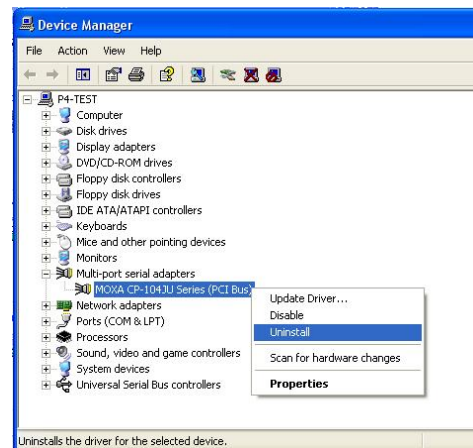 Device Manager
File Action View Help
P4-TEST
Computer
Disk drives
Display adapters
DVD/CD-ROM drives
Floppy disk controllers
Floppy disk drives
IDE ATA/ATAPI controllers
Keyboards
Mice and other pointing devices
Monitors
Multi-port serial adapters
MOXA CP-104JU Series (PCI Bus)
Network adapters
Ports (COM & LPT)
Processors
Sound, video and game controllers
System devices
Universal Serial Bus controllers
Update Driver...
Disable
Uninstall
Scan for hardware changes
Properties
Uninstalls the driver for the selected device.